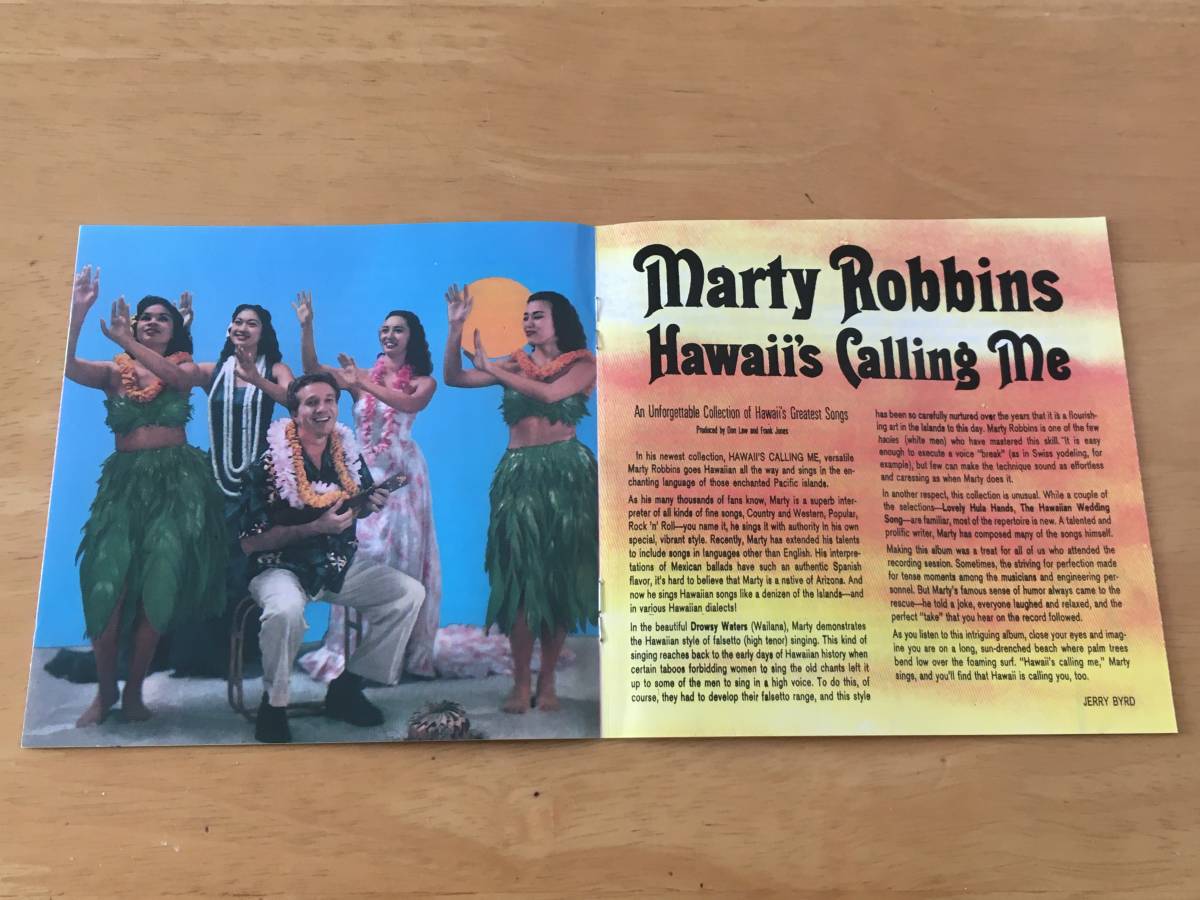 Marty Robbins
Hawaii's Calling Me
An Unforgettable Collection of Hawaii's Greatest Songs
Produced by Don Law and Frank Jones
In his newest collection, HAWAII'S CALLING ME, versatile
Marty Robbins goes Hawaiian all the way and sings in the en-
chanting language of those enchanted Pacific islands.
As his many thousands of fans know, Marty is a superb inter-
preter of all kinds of fine songs, Country and Western, Popular,
Rock 'n' Roll—you name it, he sings it with authority in his own
special, vibrant style. Recently, Marty has extended his talents
to include songs in languages other than English. His interpre-
tations of Mexican ballads have such an authentic Spanish
flavor, it's hard to believe that Marty is a native of Arizona. And
now he sings Hawaiian songs like a denizen of the Islands—and
in various Hawaiian dialects!
In the beautiful Drowsy Waters (Wailana), Marty demonstrates
the Hawaiian style of falsetto (high tenor) singing. This kind of
singing reaches back to the early days of Hawaiian history when
certain taboos forbidding women to sing the old chants left it
up to some of the men to sing in a high voice. To do this, of
course, they had to develop their falsetto range, and this style
has been so carefully nurtured over the years that it is a flourish-
ing art in the Islands to this day. Marty Robbins is one of the few
haoles (white men) who have mastered this skill. "It is easy
enough to execute a voice "break" (as in Swiss yodeling, for
example), but few can make the technique sound as effortless
and caressing as when Marty does it.
In another respect, this collection is unusual. While a couple of
the selections—Lovely Hula Hands, The Hawaiian Wedding
Song—are familiar, most of the repertoire is new. A talented and
prolific writer, Marty has composed many of the songs himself.
Making this album was a treat for all of us who attended the
recording session. Sometimes, the striving for perfection made
for tense moments among the musicians and engineering per-
sonnel. But Marty's famous sense of humor always came to the
rescue—he told a joke, everyone laughed and relaxed, and the
perfect "take" that you hear on the record followed.
As you listen to this intriguing album, close your eyes and imag-
ine you are on a long, sun-drenched beach where palm trees
bend low over the foaming surf. "Hawaii's calling me," Marty
sings, and you'll find that Hawaii is calling you, too.
JERRY BYRD